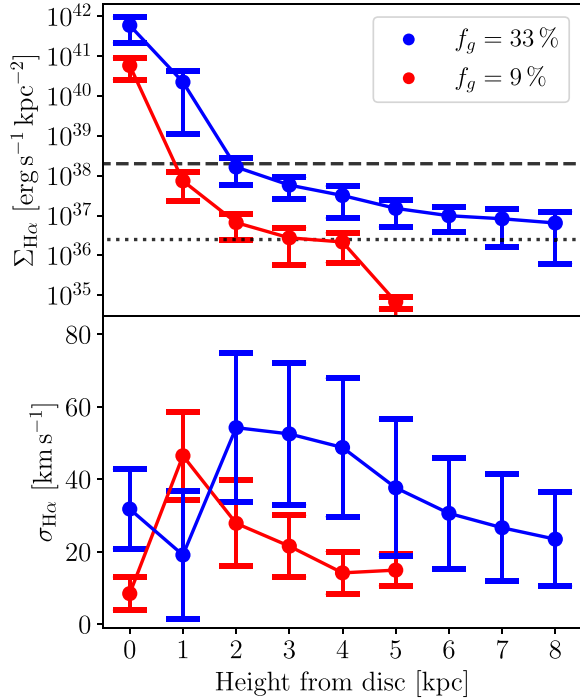 10^42
10^41
10^40
10^39
10^38
10^37
10^36
10^35
Σ_Hα [erg s^−1 kpc^−2]
f_g = 33 %
f_g = 9 %
80
60
40
20
0
σ_Hα [km s^−1]
0 1 2 3 4 5 6 7 8
Height from disc [kpc]